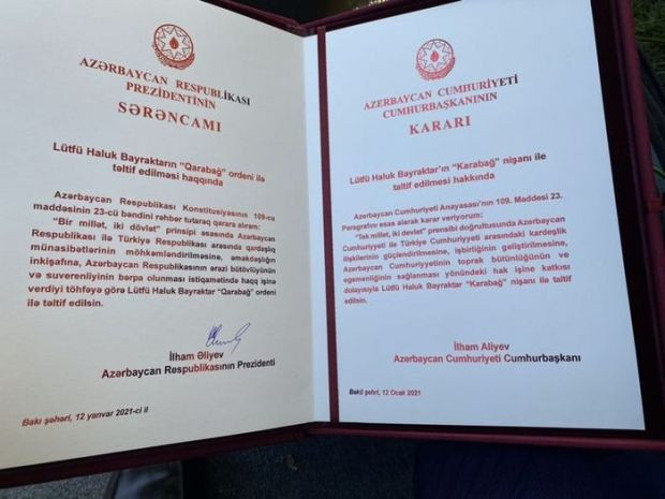 AZƏRBAYCAN RESPUBLİKASI
PREZİDENTİNİN
SƏRƏNCAMI
Lütfü Haluk Bayraktarın “Qarabağ” ordeni ilə
təltif edilməsi haqqında
Azərbaycan Respublikası Konstitusiyasının 109-cu
maddəsinin 23-cü bəndini rəhbər tutaraq qərara alıram:
“Bir millət, iki dövlət” prinsipi əsasında Azərbaycan
Respublikası ilə Türkiyə Respublikası arasında qardaşlıq
münasibətlərinin möhkəmləndirilməsinə, əməkdaşlığın
inkişafına, Azərbaycan Respublikasının ərazi bütövlüyünün
və suverenliyinin bərpa olunması istiqamətində haqq işinə
verdiyi töhfəyə görə Lütfü Haluk Bayraktar “Qarabağ” ordeni
ilə təltif edilsin.
İlham Əliyev
Azərbaycan Respublikasının Prezidenti
Bakı şəhəri, 12 yanvar 2021-ci il
AZERBAYCAN CUMHURİYETİ
CUMHURBAŞKANININ
KARARI
Lütfü Haluk Bayraktar’ın “Karabağ” nişanı ile
taltif edilmesi hakkında
Azerbaycan Cumhuriyeti Anayasası'nın 109. Maddesi 23.
Paragrafını esas alarak karar veriyorum:
“Tek millet, iki devlet” prensibi doğrultusunda Azerbaycan
Cumhuriyeti ile Türkiye Cumhuriyeti arasındaki kardeşlik
ilişkilerinin güçlendirilmesine, işbirliğinin geliştirilmesine,
Azerbaycan Cumhuriyetinin toprak bütünlüğünün ve
egemenliğinin sağlanması yönündeki hak işine katkısı
dolayısıyla Lütfü Haluk Bayraktar “Karabağ” nişanı ile taltif
edilsin.
İlham Aliyev
Azerbaycan Cumhuriyeti Cumhurbaşkanı
Bakü şehri, 12 Ocak 2021